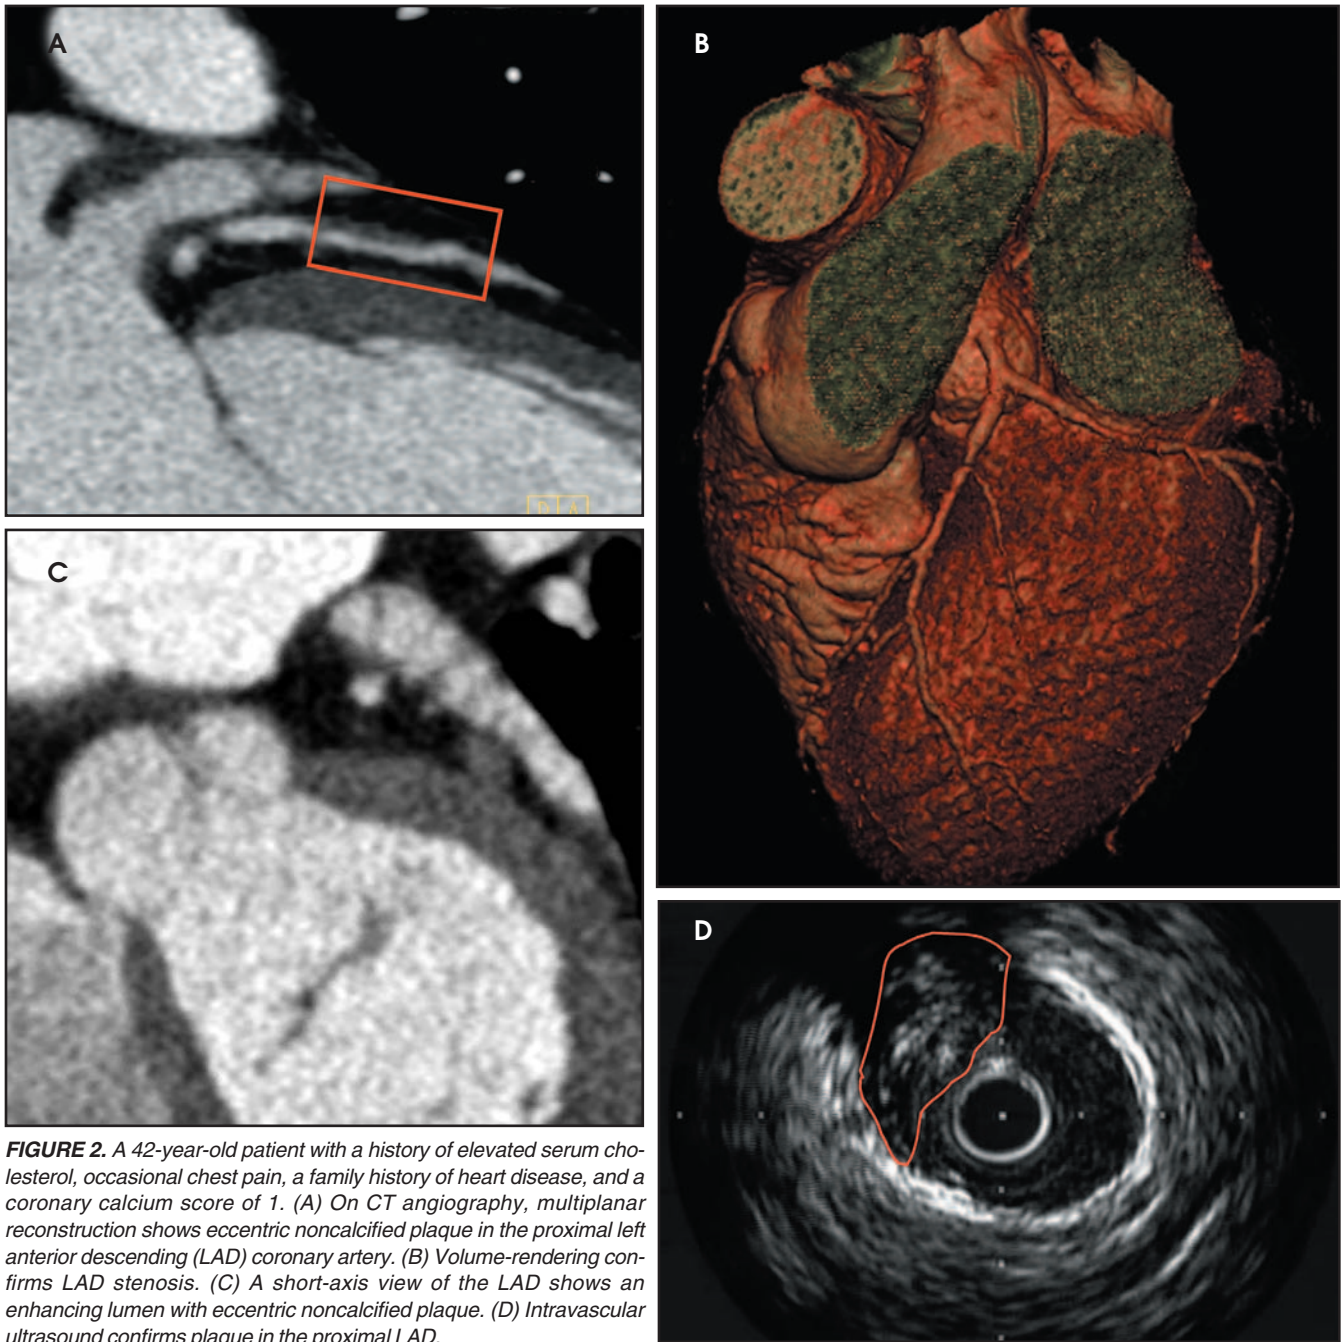 A
B
C
D
FIGURE 2. A 42-year-old patient with a history of elevated serum cho-
lesterol, occasional chest pain, a family history of heart disease, and a
coronary calcium score of 1. (A) On CT angiography, multiplanar
reconstruction shows eccentric noncalcified plaque in the proximal left
anterior descending (LAD) coronary artery. (B) Volume-rendering con-
firms LAD stenosis. (C) A short-axis view of the LAD shows an
enhancing lumen with eccentric noncalcified plaque. (D) Intravascular
ultrasound confirms plaque in the proximal LAD.